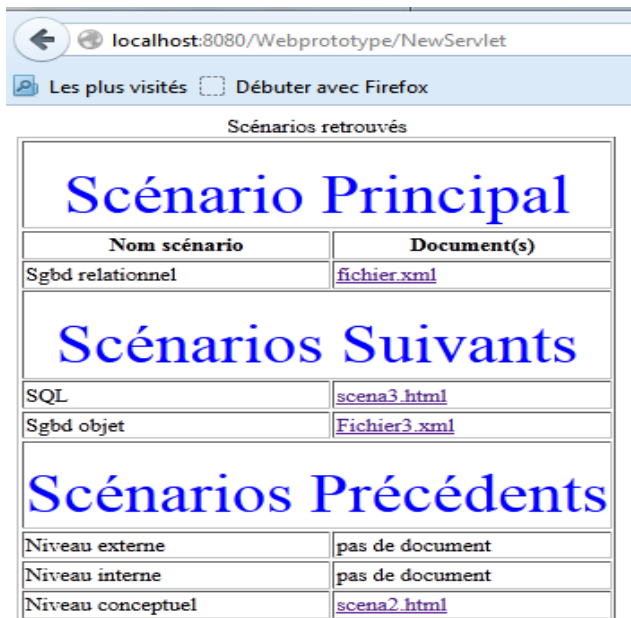 localhost:8080/Webprototype/NewServlet
Les plus visités Débuter avec Firefox
Scénarios retrouvés
Scénario Principal
Nom scénario Document(s)
Sgbd relationnel fichier.xml
Scénarios Suivants
SQL scena3.html
Sgbd objet Fichier3.xml
Scénarios Précédents
Niveau externe pas de document
Niveau interne pas de document
Niveau conceptuel scena2.html